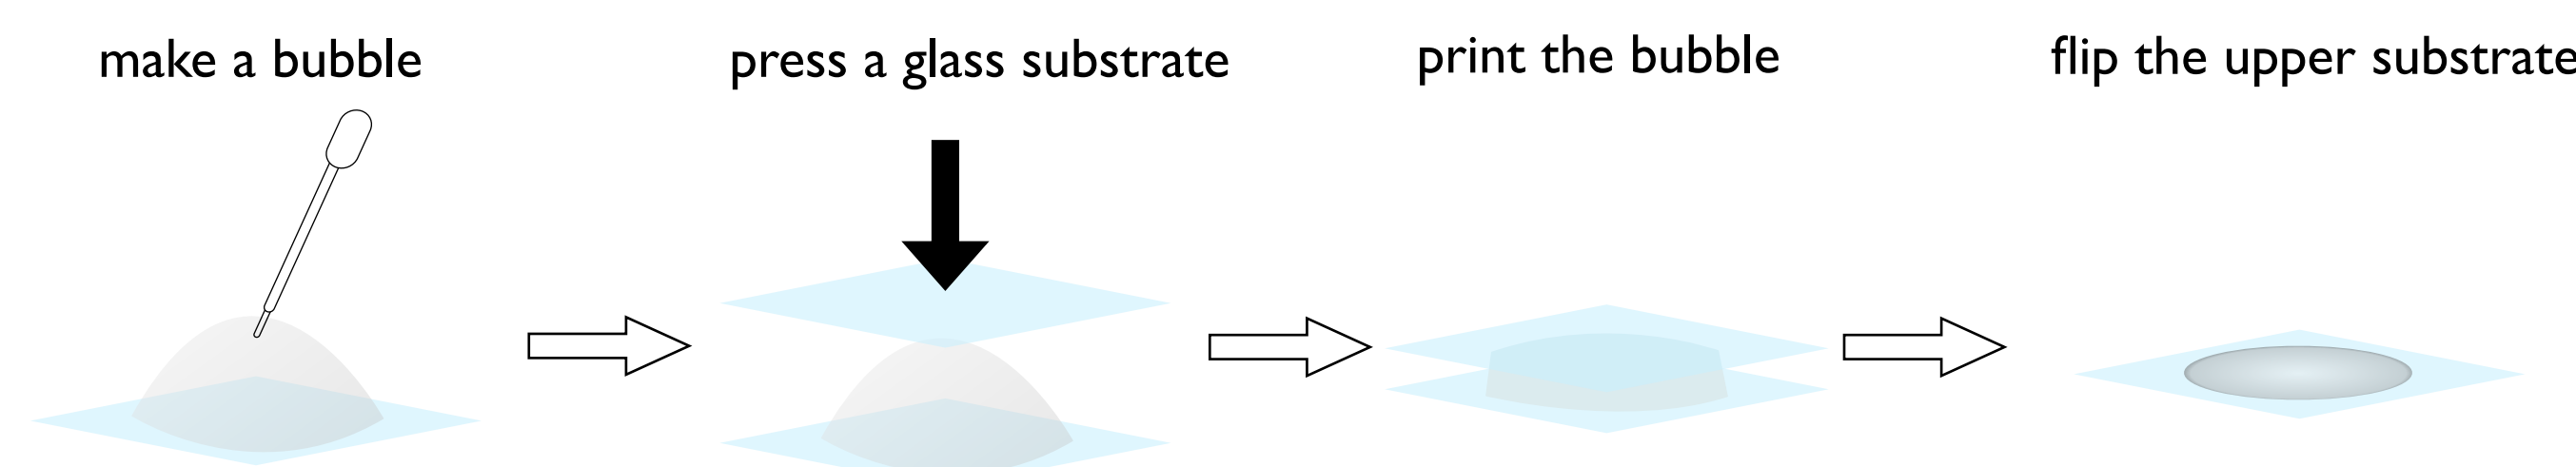 make a bubble
press a glass substrate
print the bubble
flip the upper substrate